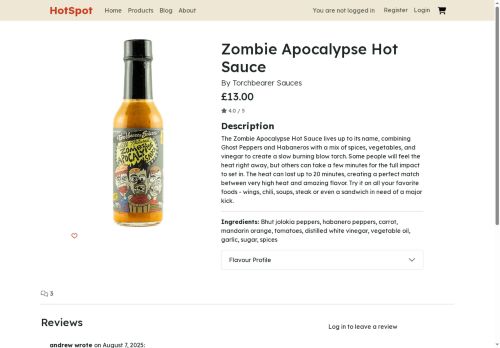 HotSpot Home Products Blog About You are not logged in Register Login
Zombie Apocalypse Hot
Sauce
By Torchbearer Sauces
£13.00
4.0 / 5
Description
The Zombie Apocalypse Hot Sauce lives up to its name, combining
Ghost Peppers and Habaneros with a mix of spices, vegetables, and
vinegar to create a slow burning blow torch. Some people will feel the
heat right away, but others can take a few minutes for the full impact
to set in. The heat can last up to 20 minutes, creating a perfect match
between very high heat and amazing flavor. Try it on all your favorite
foods - wings, chili, soups, steak or even a sandwich in need of a major
kick.
Ingredients: Bhut jolokia peppers, habanero peppers, carrot,
mandarin orange, tomatoes, distilled white vinegar, vegetable oil,
garlic, sugar, spices
Flavour Profile
3
Reviews
Log in to leave a review
andrew wrote on August 7, 2025: